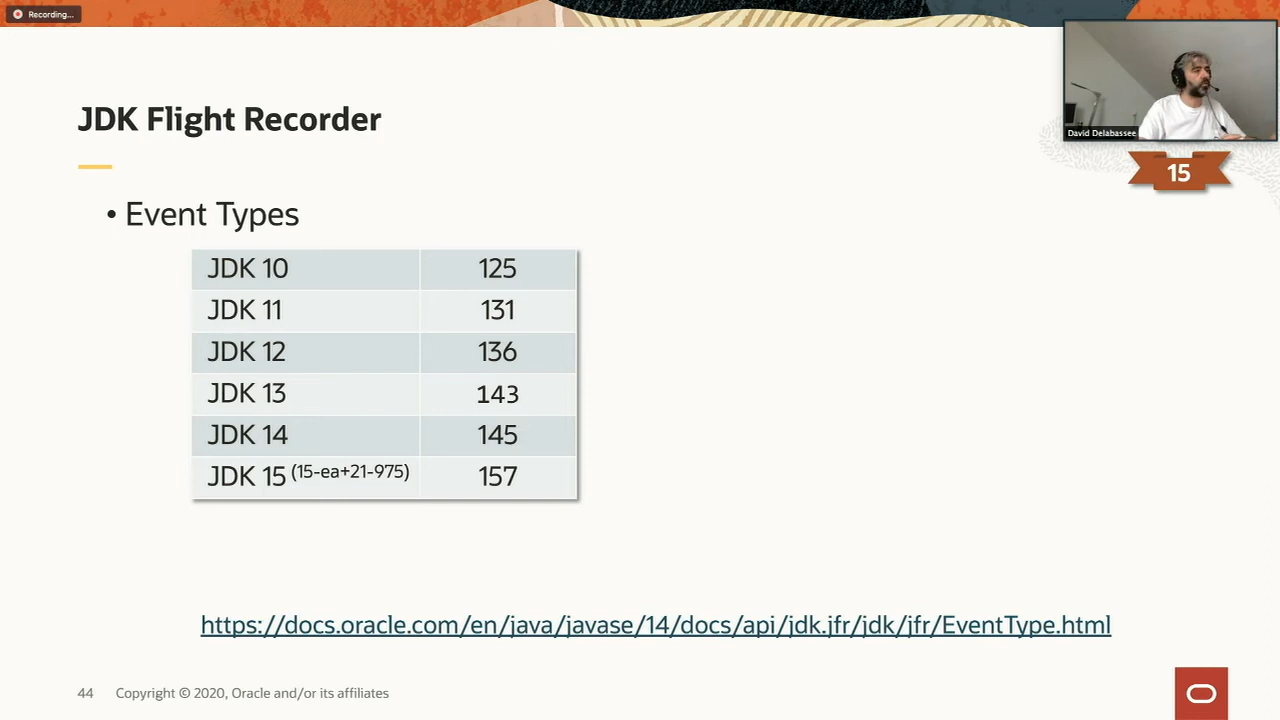 Recording...
David Delabassee
15
JDK Flight Recorder
• Event Types
JDK 10 125
JDK 11 131
JDK 12 136
JDK 13 143
JDK 14 145
JDK 15 (15-ea+21-975) 157
https://docs.oracle.com/en/java/javase/14/docs/api/jdk.jfr/jdk/jfr/EventType.html
44 Copyright © 2020, Oracle and/or its affiliates